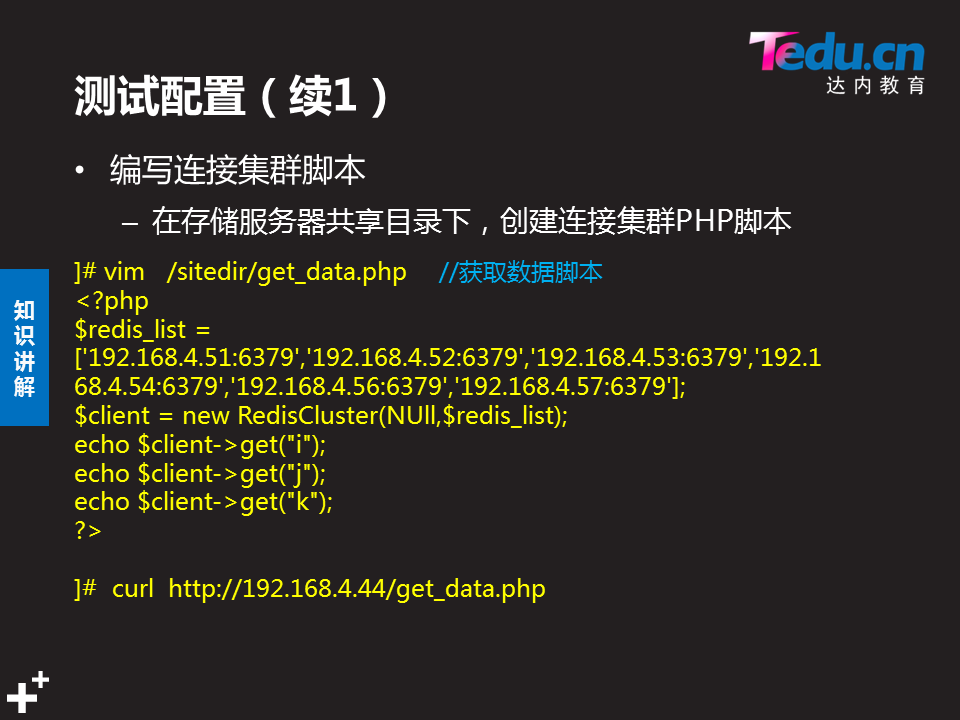 Tedu.cn
达内教育
测试配置（续1）
• 编写连接集群脚本
– 在存储服务器共享目录下，创建连接集群PHP脚本
]# vim /sitedir/get_data.php //获取数据脚本
<?php
$redis_list =
['192.168.4.51:6379','192.168.4.52:6379','192.168.4.53:6379','192.1
68.4.54:6379','192.168.4.56:6379','192.168.4.57:6379'];
$client = new RedisCluster(NUll,$redis_list);
echo $client->get("i");
echo $client->get("j");
echo $client->get("k");
?>
]# curl http://192.168.4.44/get_data.php
知
识
讲
解